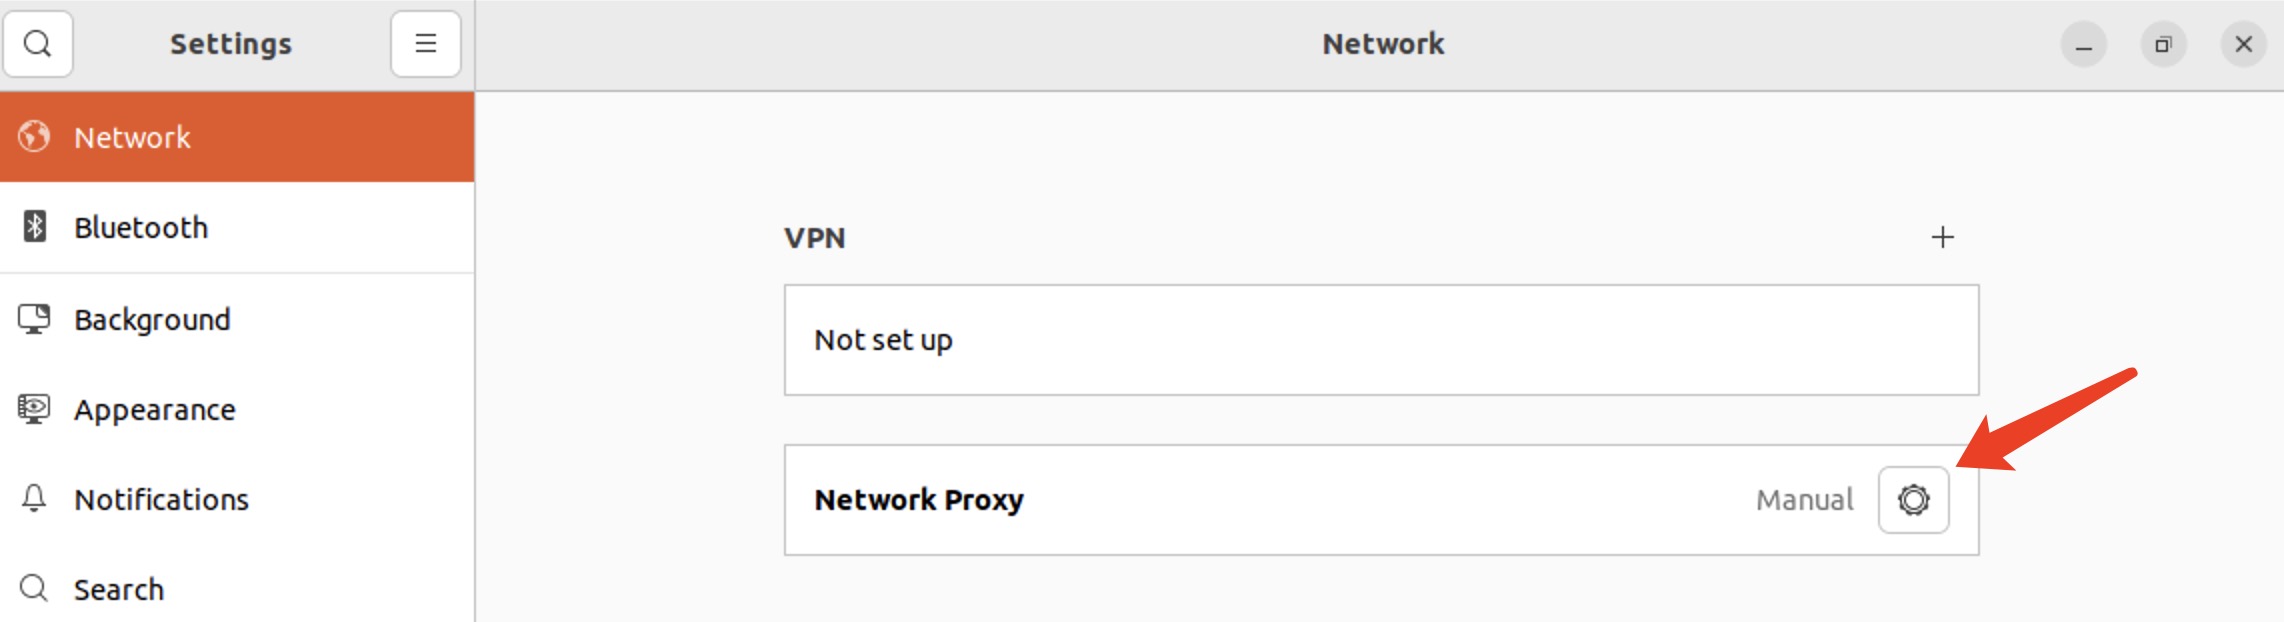 Settings
Network
Network
Bluetooth
Background
Appearance
Notifications
Search
VPN
Not set up
Network Proxy
Manual